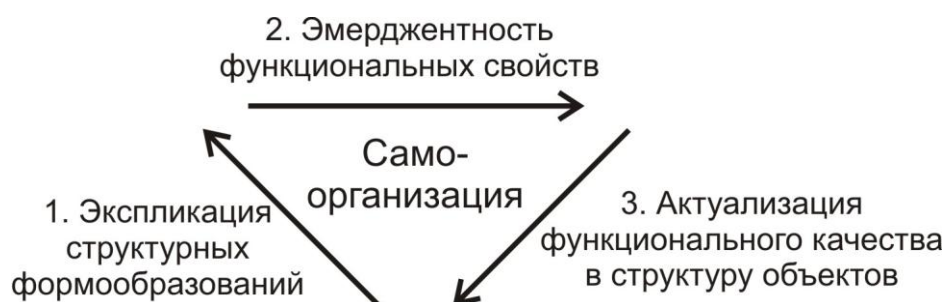 2. Эмерджентность
функциональных свойств
Само-
организация
1. Экспликация
структурных
формообразований
3. Актуализация
функционального качества
в структуру объектов